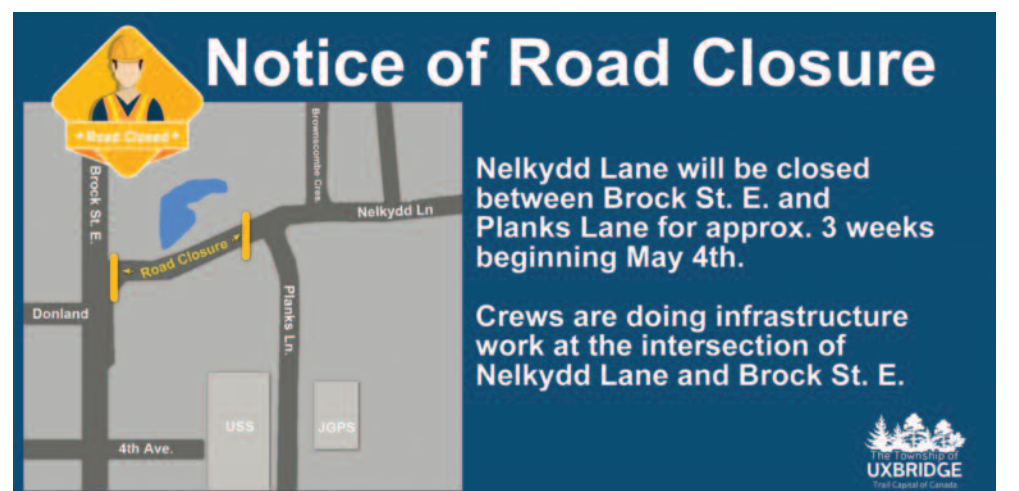 Notice of Road Closure
Road Closed
Brownscombe Cres.
Brock St. E.
Nelkydd Ln
Road Closure
Donland
Planks Ln.
USS
JGPS
4th Ave.
Nelkydd Lane will be closed
between Brock St. E. and
Planks Lane for approx. 3 weeks
beginning May 4th.
Crews are doing infrastructure
work at the intersection of
Nelkydd Lane and Brock St. E.
The Township of
UXBRIDGE
Trail Capital of Canada